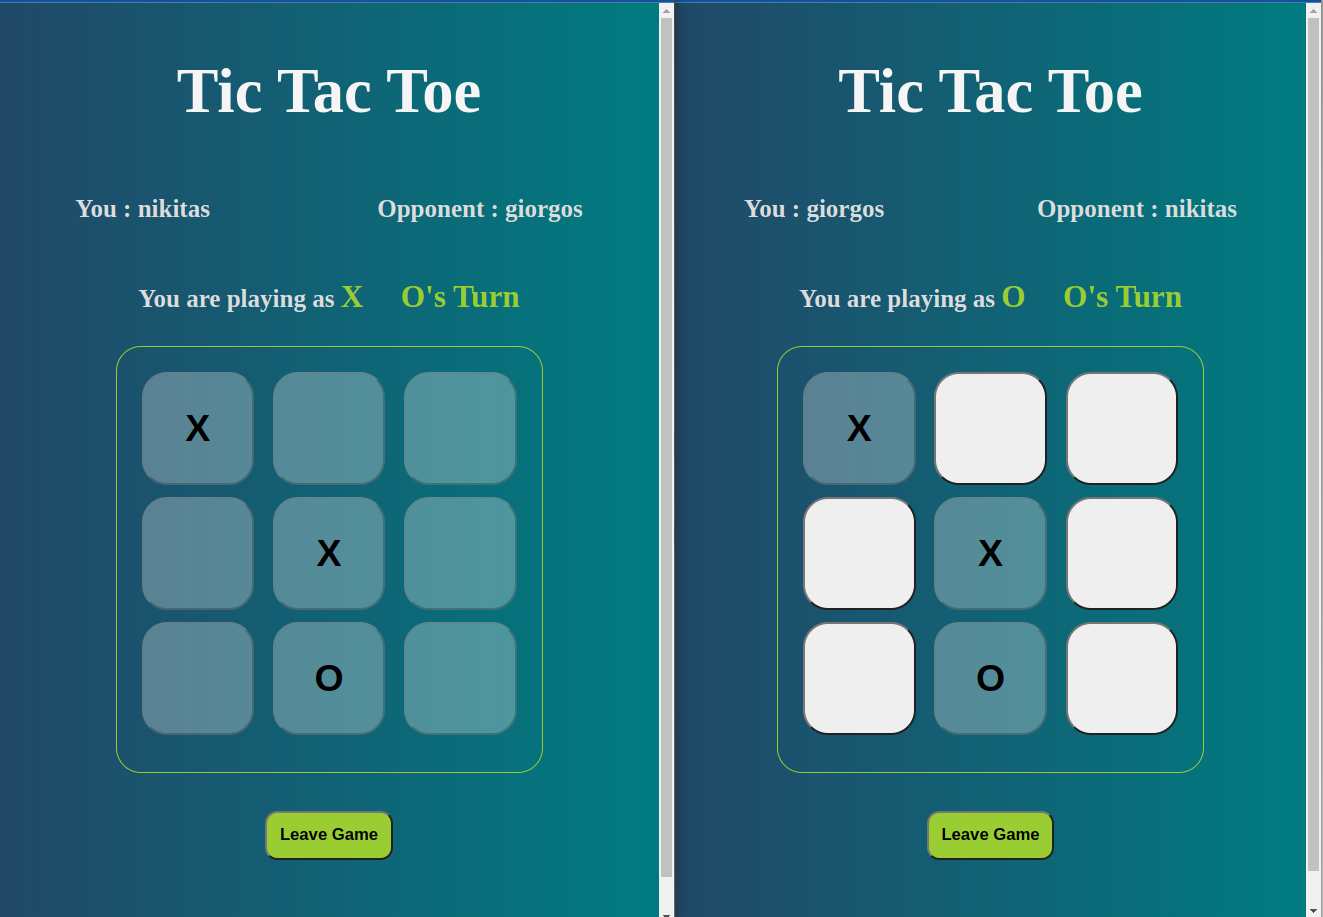 Tic Tac Toe
You : nikitas Opponent : giorgos
You are playing as X O's Turn
X
X
O
Leave Game
Tic Tac Toe
You : giorgos Opponent : nikitas
You are playing as O O's Turn
X
X
O
Leave Game